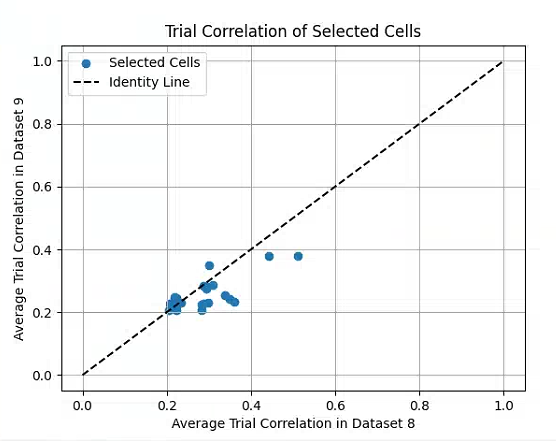 Trial Correlation of Selected Cells
Selected Cells
Identity Line
1.0
0.8
0.6
0.4
0.2
0.0
Average Trial Correlation in Dataset 9
0.0 0.2 0.4 0.6 0.8 1.0
Average Trial Correlation in Dataset 8